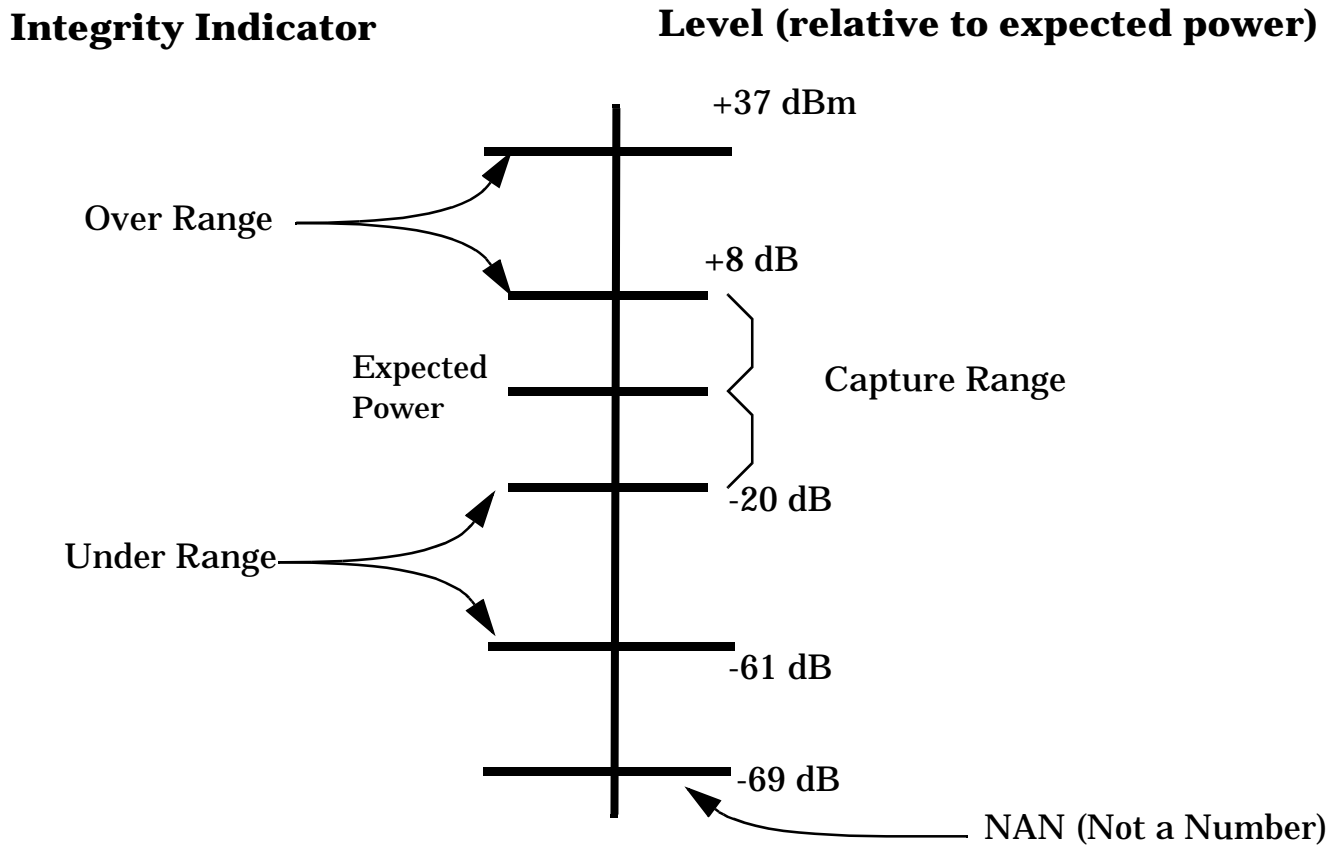 Integrity Indicator
Level (relative to expected power)
+37 dBm
Over Range
+8 dB
Expected
Power
Capture Range
-20 dB
Under Range
-61 dB
-69 dB
NAN (Not a Number)